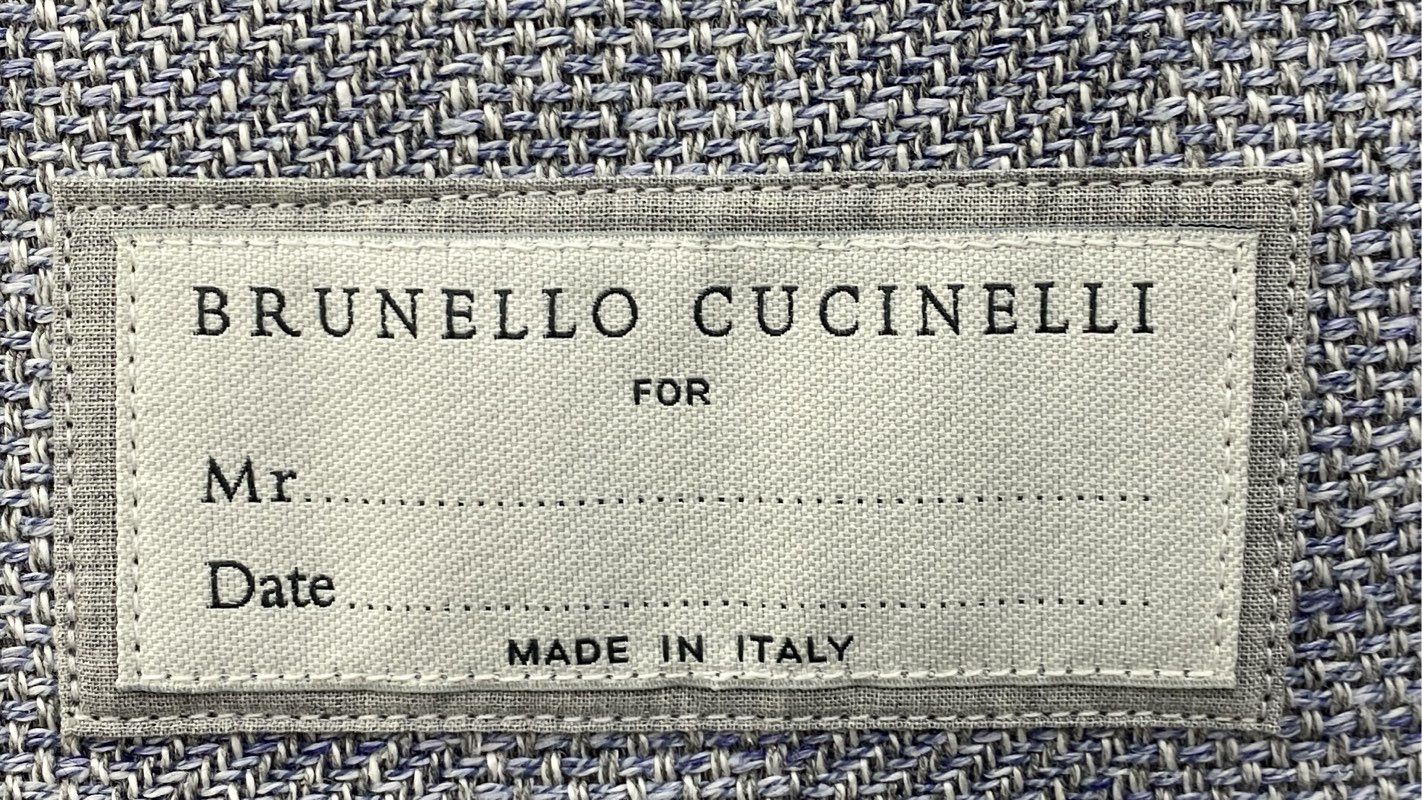 BRUNELLO CUCINELLI
FOR
Mr........................................................
Date.....................................................
MADE IN ITALY